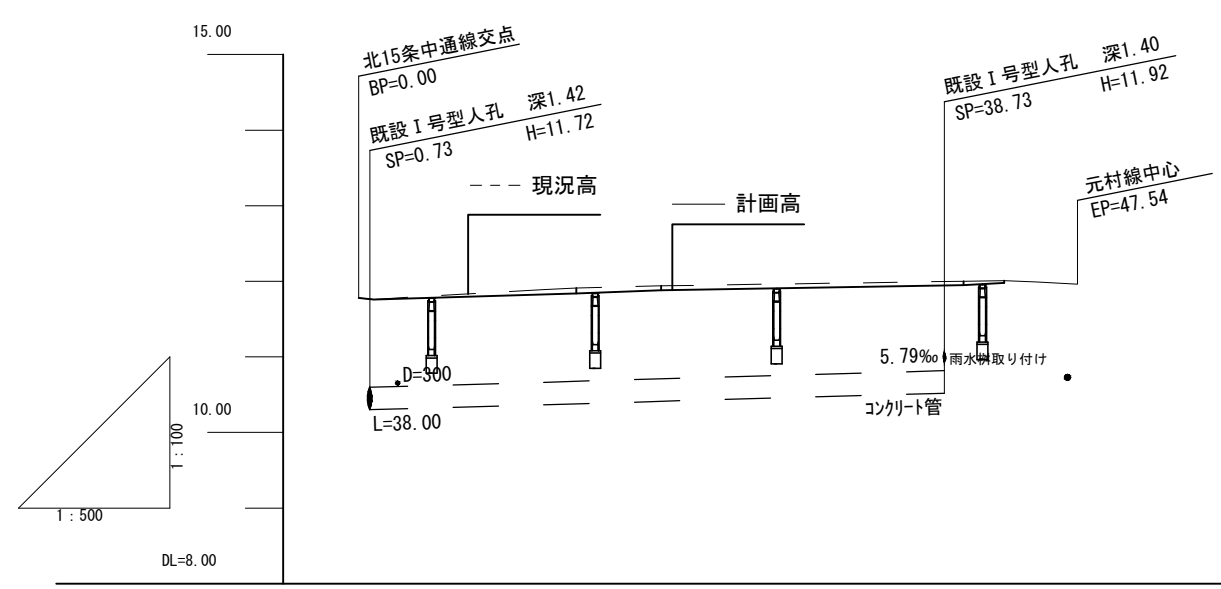 15.00
北15条中通線交点
BP=0.00
既設Ⅰ号型人孔 深1.42
SP=0.73 H=11.72
既設Ⅰ号型人孔 深1.40
SP=38.73 H=11.92
元村線中心
EP=47.54
現況高
計画高
5.79‰
雨水桝取り付け
D=300
L=38.00
コンクリート管
10.00
1:100
1:500
DL=8.00